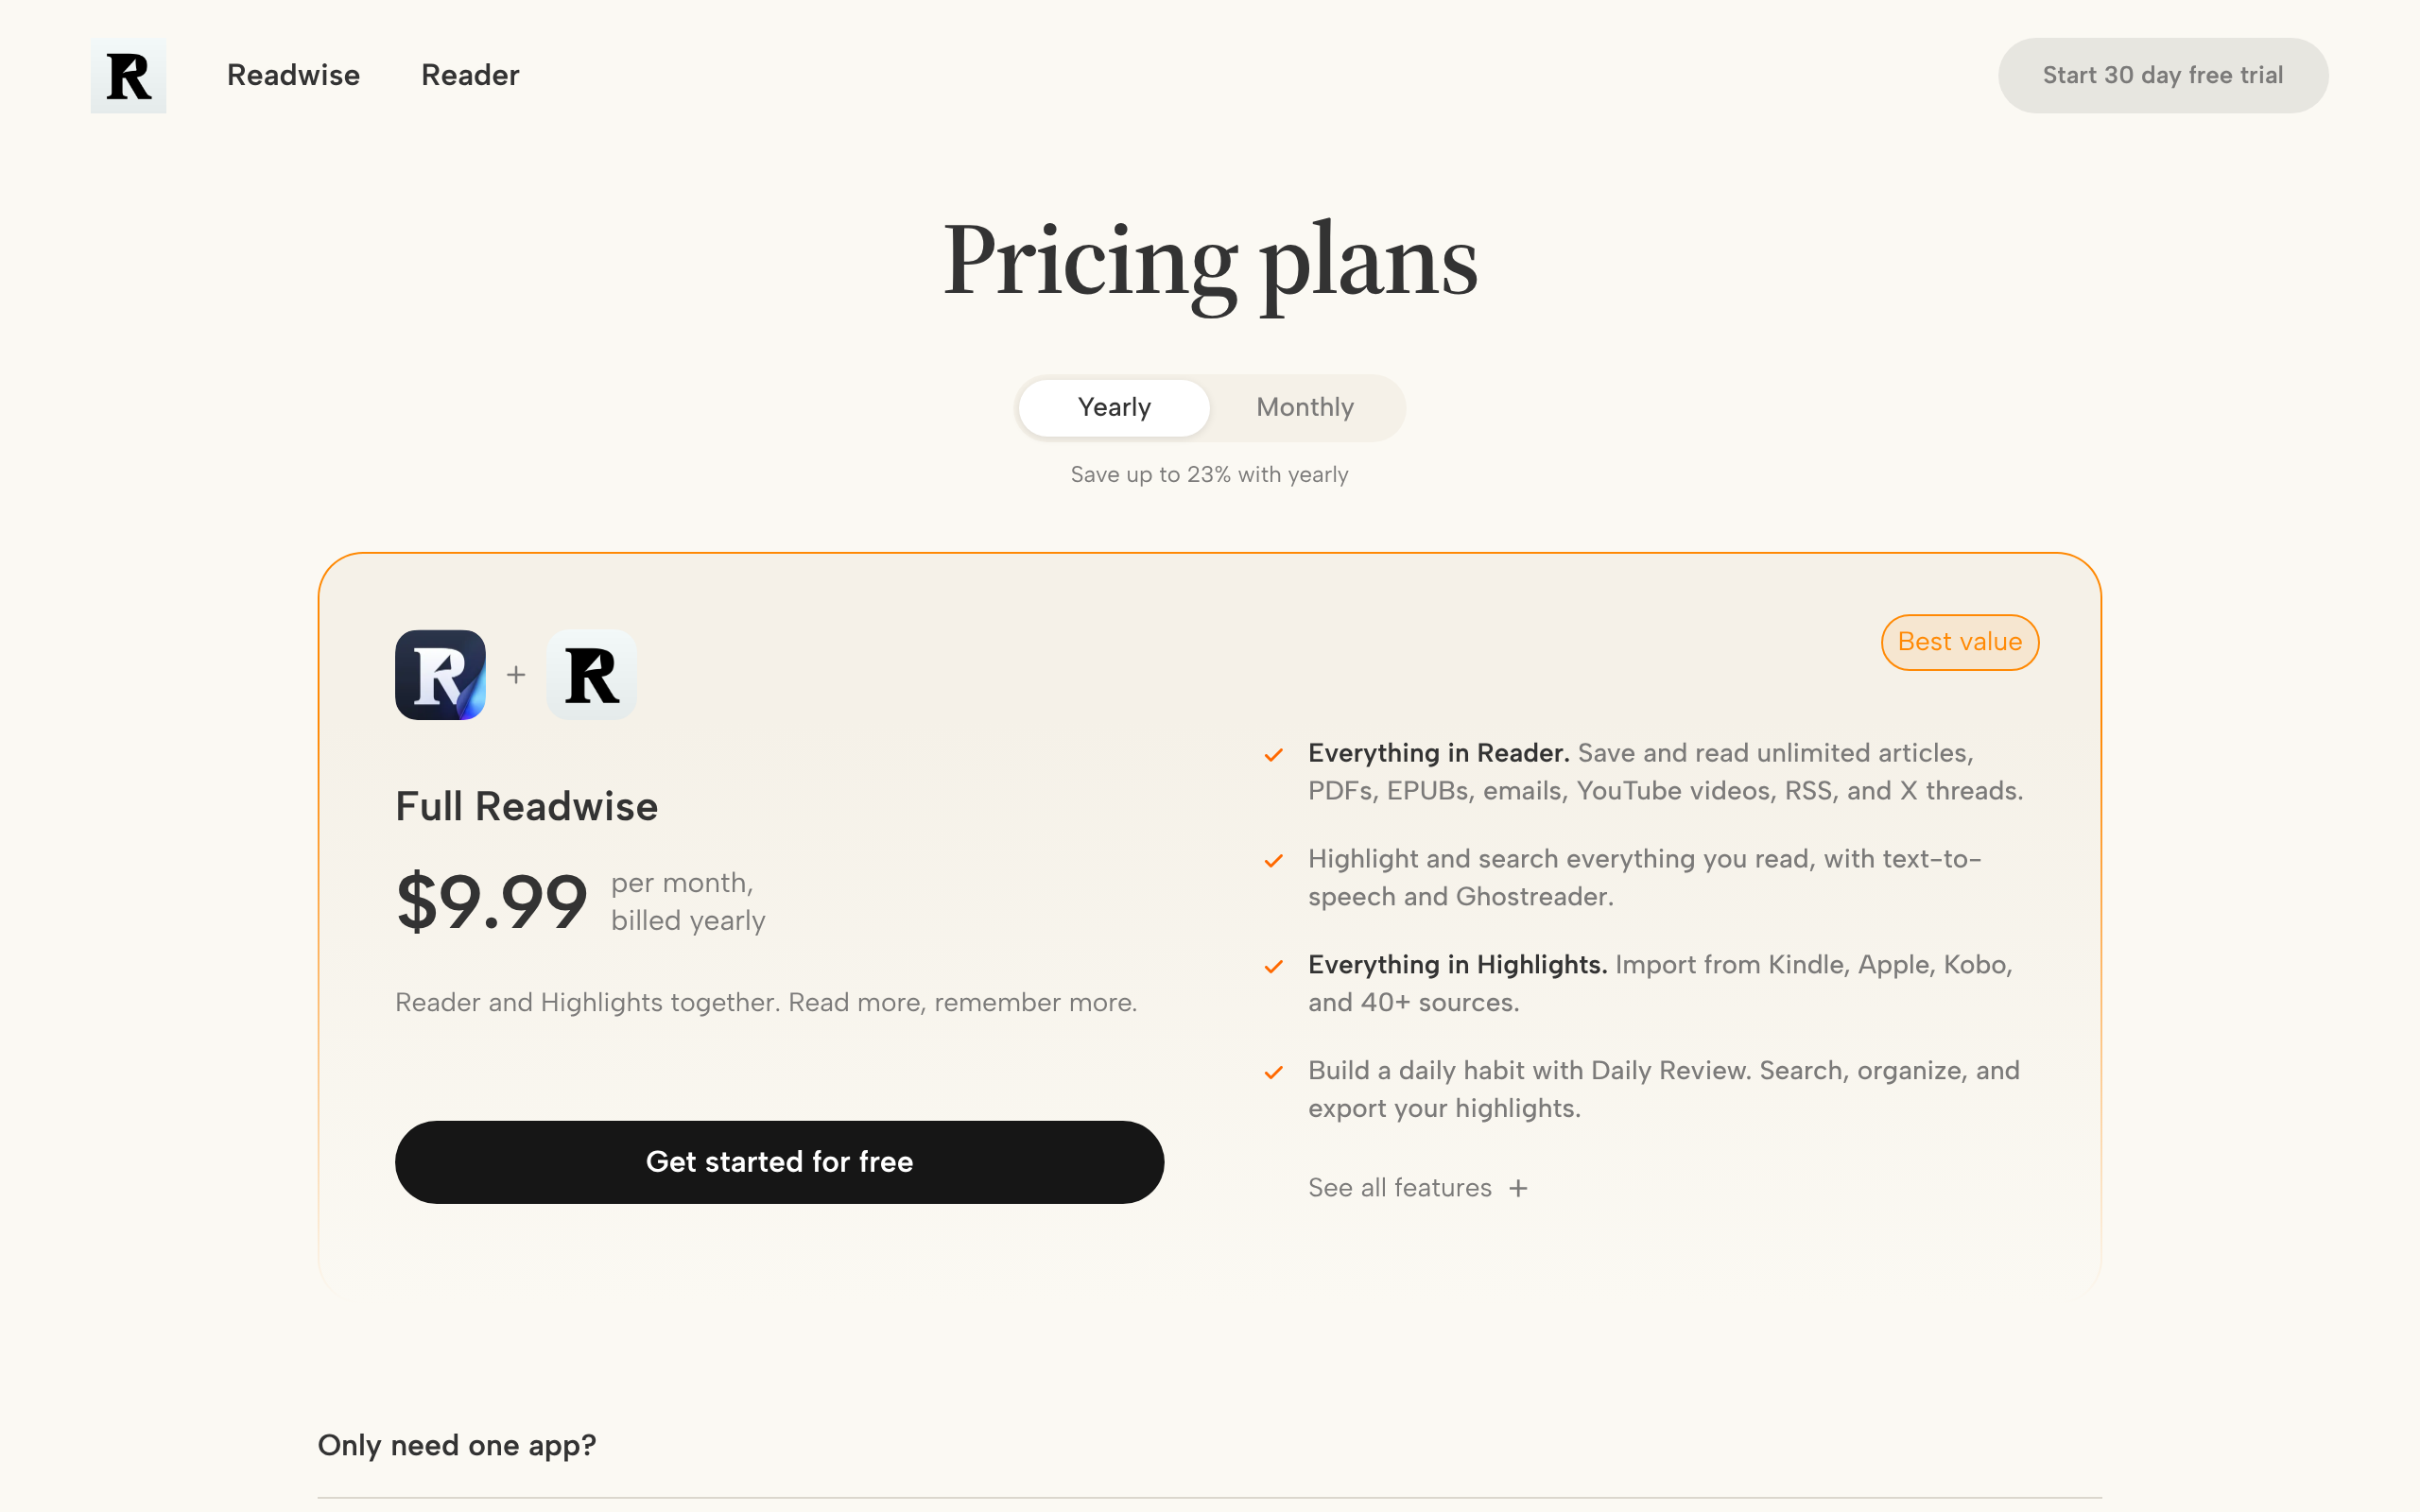 R
Readwise
Reader
Start 30 day free trial
Pricing plans
Yearly
Monthly
Save up to 23% with yearly
R + R
Best value
Full Readwise
$9.99 per month,
billed yearly
Reader and Highlights together. Read more, remember more.
Get started for free
Everything in Reader. Save and read unlimited articles,
PDFs, EPUBs, emails, YouTube videos, RSS, and X threads.
Highlight and search everything you read, with text-to-
speech and Ghostreader.
Everything in Highlights. Import from Kindle, Apple, Kobo,
and 40+ sources.
Build a daily habit with Daily Review. Search, organize, and
export your highlights.
See all features +
Only need one app?